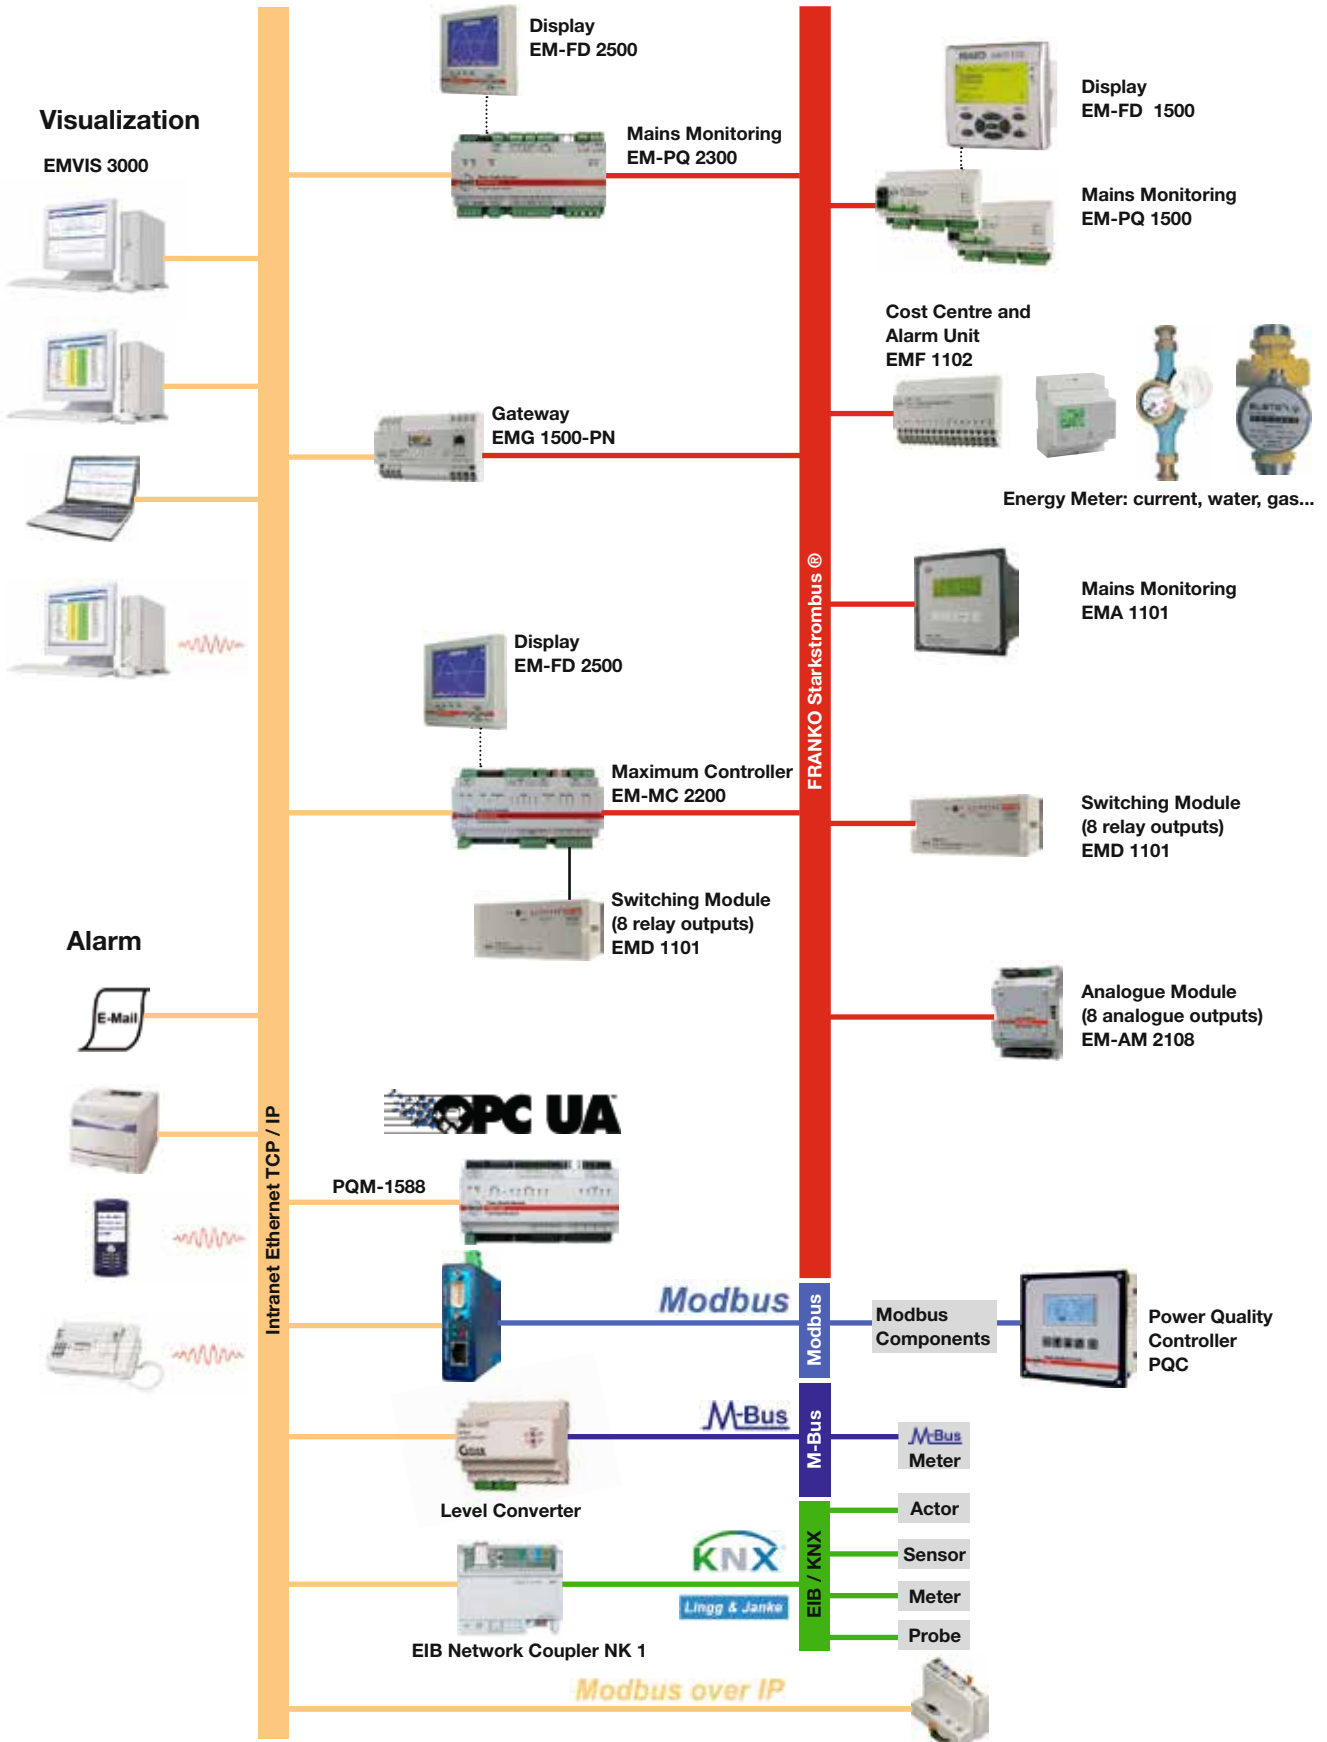 Display
EM-FD 2500
Display
EM-FD 1500
Visualization
EMVIS 3000
Mains Monitoring
EM-PQ 2300
Mains Monitoring
EM-PQ 1500
Cost Centre and
Alarm Unit
EMF 1102
Gateway
EMG 1500-PN
Energy Meter: current, water, gas...
FRANKO Starkstrombus ®
Mains Monitoring
EMA 1101
Display
EM-FD 2500
Maximum Controller
EM-MC 2200
Switching Module
(8 relay outputs)
EMD 1101
Switching Module
(8 relay outputs)
EMD 1101
Alarm
E-Mail
Analogue Module
(8 analogue outputs)
EM-AM 2108
Intranet Ethernet TCP / IP
OPC UA
PQM-1588
Modbus
Modbus
Modbus
Components
Power Quality
Controller
PQC
M-Bus
M-Bus
M-Bus
Meter
Level Converter
KNX
Lingg & Janke
EIB / KNX
Actor
Sensor
Meter
Probe
EIB Network Coupler NK 1
Modbus over IP